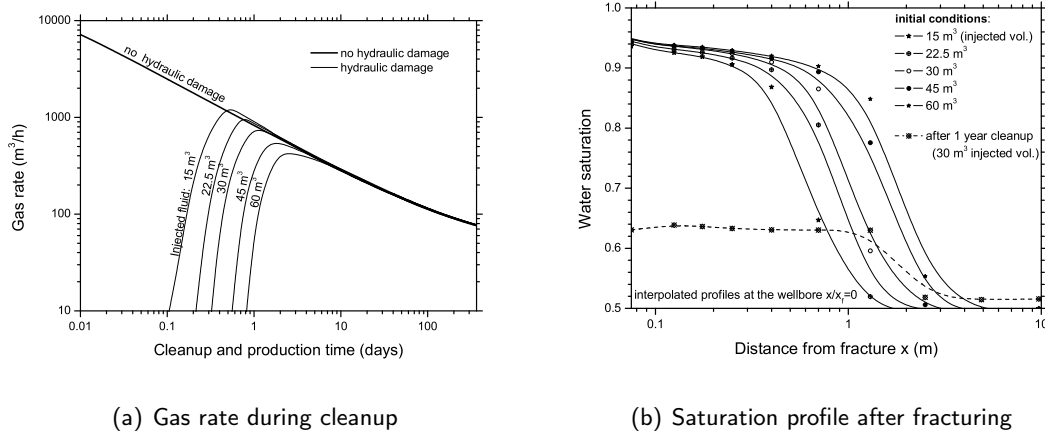 10000
1000
100
10
0.01
0.1
1
10
100
Gas rate (m³/h)
Cleanup and production time (days)
no hydraulic damage
hydraulic damage
no hydraulic damage
Injected fluid: 15 m³
22.5 m³
30 m³
45 m³
60 m³
(a) Gas rate during cleanup
1.0
0.9
0.8
0.7
0.6
0.5
0.1
1
10
Water saturation
Distance from fracture x (m)
initial conditions:
15 m³ (injected vol.)
22.5 m³
30 m³
45 m³
60 m³
after 1 year cleanup
(30 m³ injected vol.)
interpolated profiles at the wellbore x/x_f=0
(b) Saturation profile after fracturing